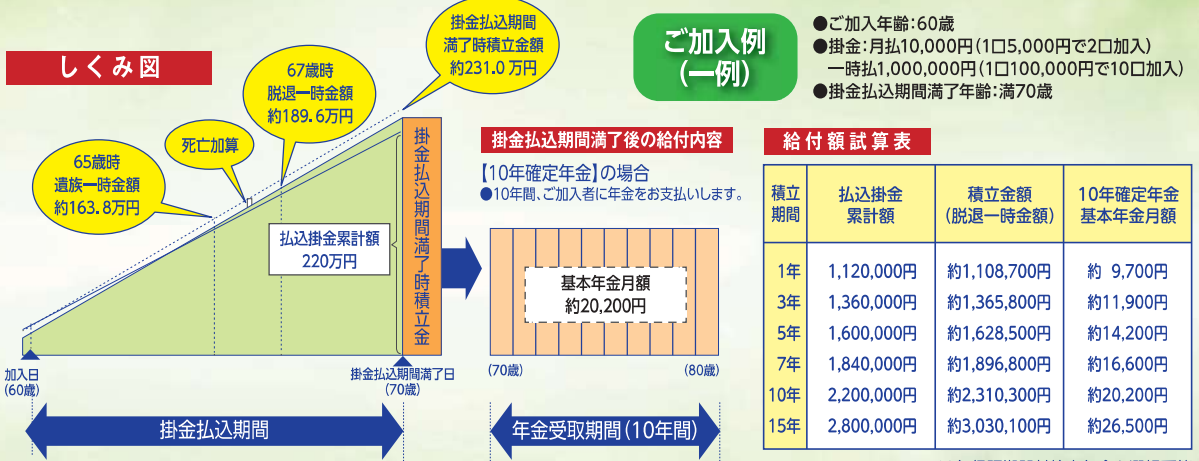 しくみ図
掛金払込期間
満了時積立金額
約231.0万円
67歳時
脱退一時金額
約189.6万円
死亡加算
65歳時
遺族一時金額
約163.8万円
払込掛金累計額
220万円
掛金払込期間満了時積立金
加入日
(60歳)
掛金払込期間満了日
(70歳)
掛金払込期間
ご加入例
(一例)
●ご加入年齢:60歳
●掛金:月払10,000円(1口5,000円で2口加入)
一時払1,000,000円(1口100,000円で10口加入)
●掛金払込期間満了年齢:満70歳
掛金払込期間満了後の給付内容
【10年確定年金】の場合
●10年間、ご加入者に年金をお支払いします。
基本年金月額
約20,200円
(70歳) (80歳)
年金受取期間(10年間)
給付額試算表
積立期間 払込掛金累計額 積立金額(脱退一時金額) 10年確定年金基本年金月額
1年 1,120,000円 約1,108,700円 約 9,700円
3年 1,360,000円 約1,365,800円 約11,900円
5年 1,600,000円 約1,628,500円 約14,200円
7年 1,840,000円 約1,896,800円 約16,600円
10年 2,200,000円 約2,310,300円 約20,200円
15年 2,800,000円 約3,030,100円 約26,500円